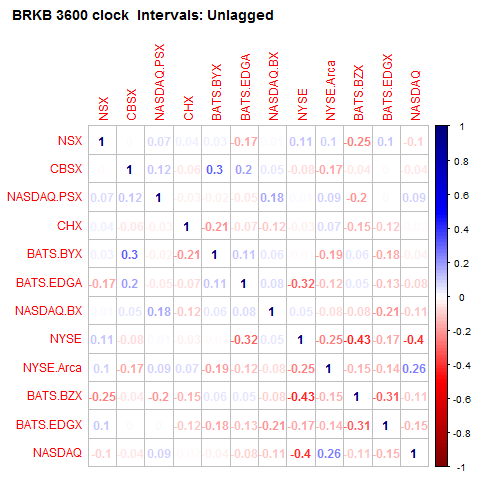 BRKB 3600 clock Intervals: Unlagged
NSX CBSX NASDAQ.PSX CHX BATS.BYX BATS.EDGA NASDAQ.BX NYSE NYSE.Arca BATS.BZX BATS.EDGX NASDAQ
NSX 1 0.07 0.04 0.03 -0.17 0.11 0.1 -0.25 0.1 -0.1
CBSX 1 0.12 -0.06 0.3 0.2 0.05 -0.08 -0.17 -0.04 -0.04
NASDAQ.PSX 0.07 0.12 1 -0.03 -0.02 -0.05 0.18 0.09 -0.2 0.09
CHX 0.04 -0.06 -0.03 1 -0.21 -0.07 -0.12 -0.03 0.07 -0.15 -0.12
BATS.BYX 0.03 0.3 -0.21 1 0.11 0.06 -0.19 0.06 -0.18 -0.04
BATS.EDGA -0.17 0.2 -0.05 -0.07 0.11 1 0.08 -0.32 -0.12 0.05 -0.13 -0.08
NASDAQ.BX 0.05 0.18 -0.12 0.06 0.08 1 0.05 -0.08 -0.08 -0.21 -0.11
NYSE 0.11 -0.08 -0.03 -0.32 0.05 1 -0.25 -0.43 -0.17 -0.4
NYSE.Arca 0.1 -0.17 0.09 0.07 -0.19 -0.12 -0.08 -0.25 1 -0.15 -0.14 0.26
BATS.BZX -0.25 -0.04 -0.2 -0.15 0.06 0.05 -0.08 -0.43 -0.15 1 -0.31 -0.11
BATS.EDGX 0.1 -0.12 -0.18 -0.13 -0.21 -0.17 -0.14 -0.31 1 -0.15
NASDAQ -0.1 -0.04 0.09 -0.04 -0.08 -0.11 -0.4 0.26 -0.11 -0.15 1
1
0.8
0.6
0.4
0.2
0
-0.2
-0.4
-0.6
-0.8
-1